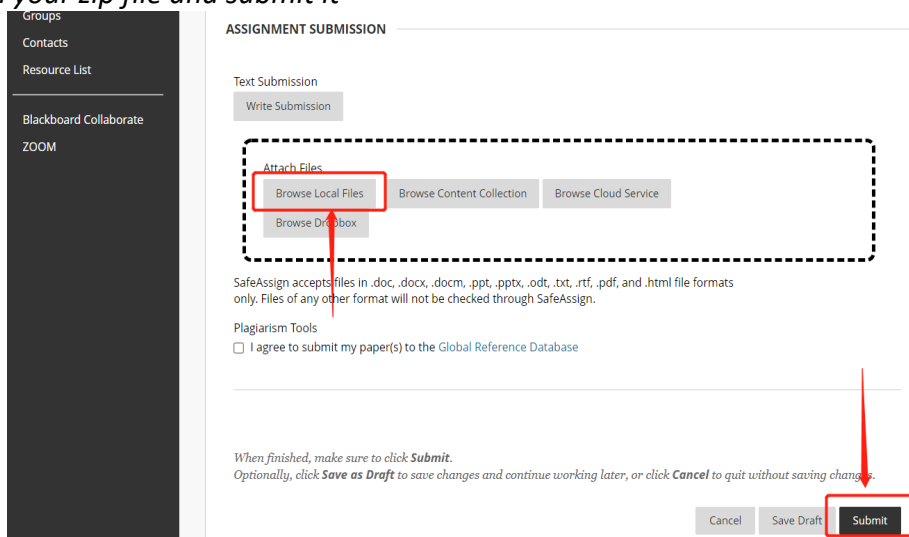 your zip file and submit it
Groups
Contacts
Resource List
Blackboard Collaborate
ZOOM
ASSIGNMENT SUBMISSION
Text Submission
Write Submission
Attach Files
Browse Local Files
Browse Content Collection
Browse Cloud Service
Browse Dropbox
SafeAssign accepts files in .doc, .docx, .docm, .ppt, .pptx, .odt, .txt, .rtf, .pdf, and .html file formats
only. Files of any other format will not be checked through SafeAssign.
Plagiarism Tools
I agree to submit my paper(s) to the Global Reference Database
When finished, make sure to click Submit.
Optionally, click Save as Draft to save changes and continue working later, or click Cancel to quit without saving changes.
Cancel
Save Draft
Submit